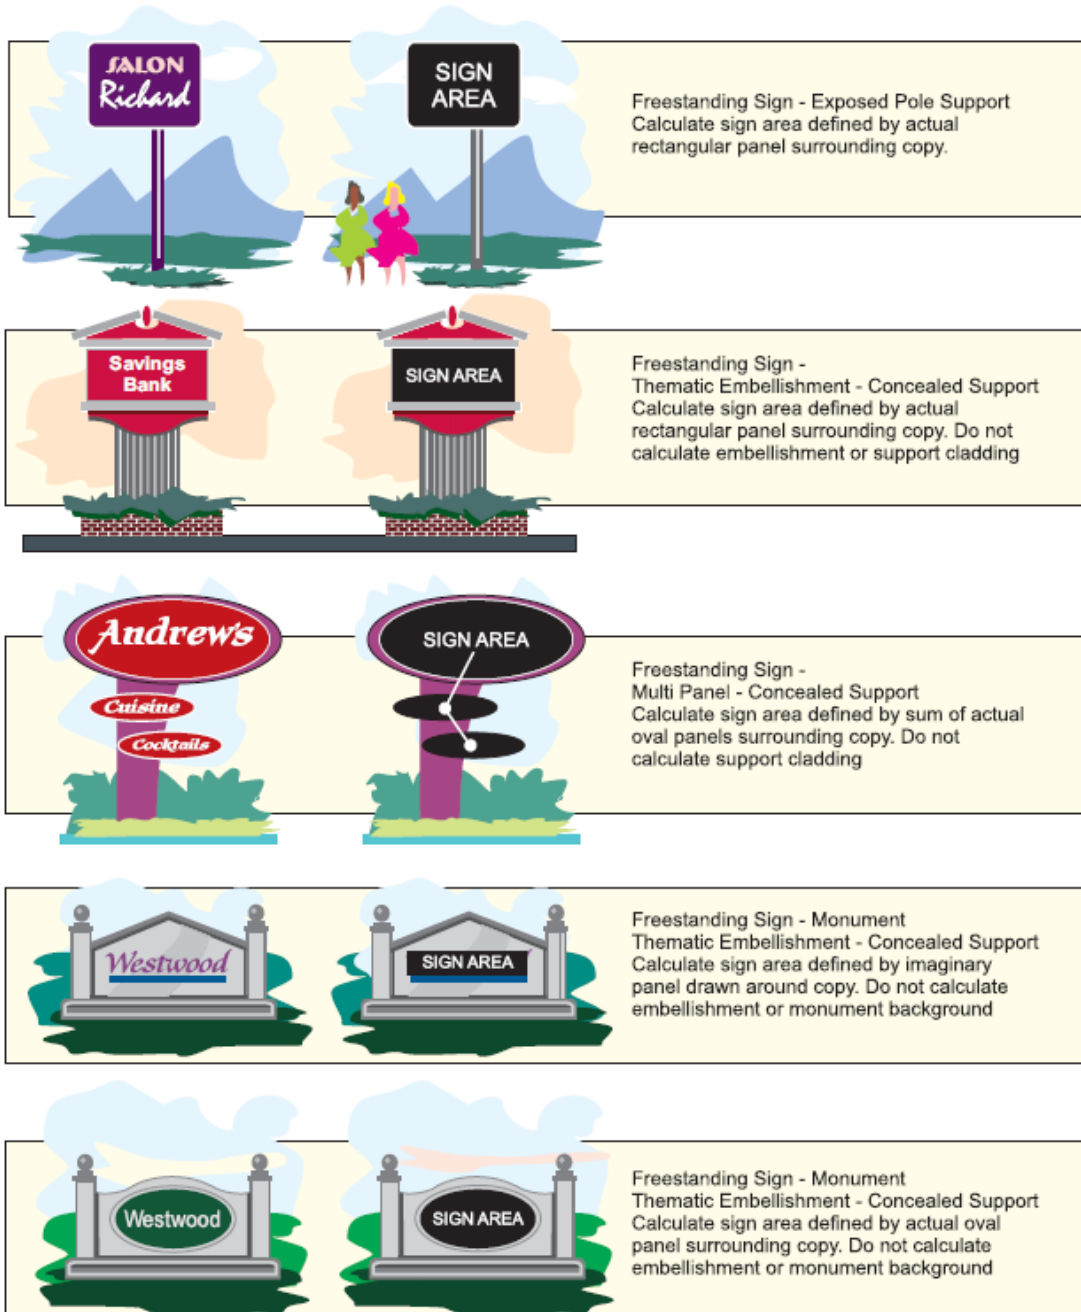 SALON
Richard
SIGN
AREA
Freestanding Sign - Exposed Pole Support
Calculate sign area defined by actual
rectangular panel surrounding copy.
Savings
Bank
SIGN AREA
Freestanding Sign -
Thematic Embellishment - Concealed Support
Calculate sign area defined by actual
rectangular panel surrounding copy. Do not
calculate embellishment or support cladding
Andrew's
Cuisine
Cocktails
SIGN AREA
Freestanding Sign -
Multi Panel - Concealed Support
Calculate sign area defined by sum of actual
oval panels surrounding copy. Do not
calculate support cladding
Westwood
SIGN AREA
Freestanding Sign - Monument
Thematic Embellishment - Concealed Support
Calculate sign area defined by imaginary
panel drawn around copy. Do not calculate
embellishment or monument background
Westwood
SIGN AREA
Freestanding Sign - Monument
Thematic Embellishment - Concealed Support
Calculate sign area defined by actual oval
panel surrounding copy. Do not calculate
embellishment or monument background